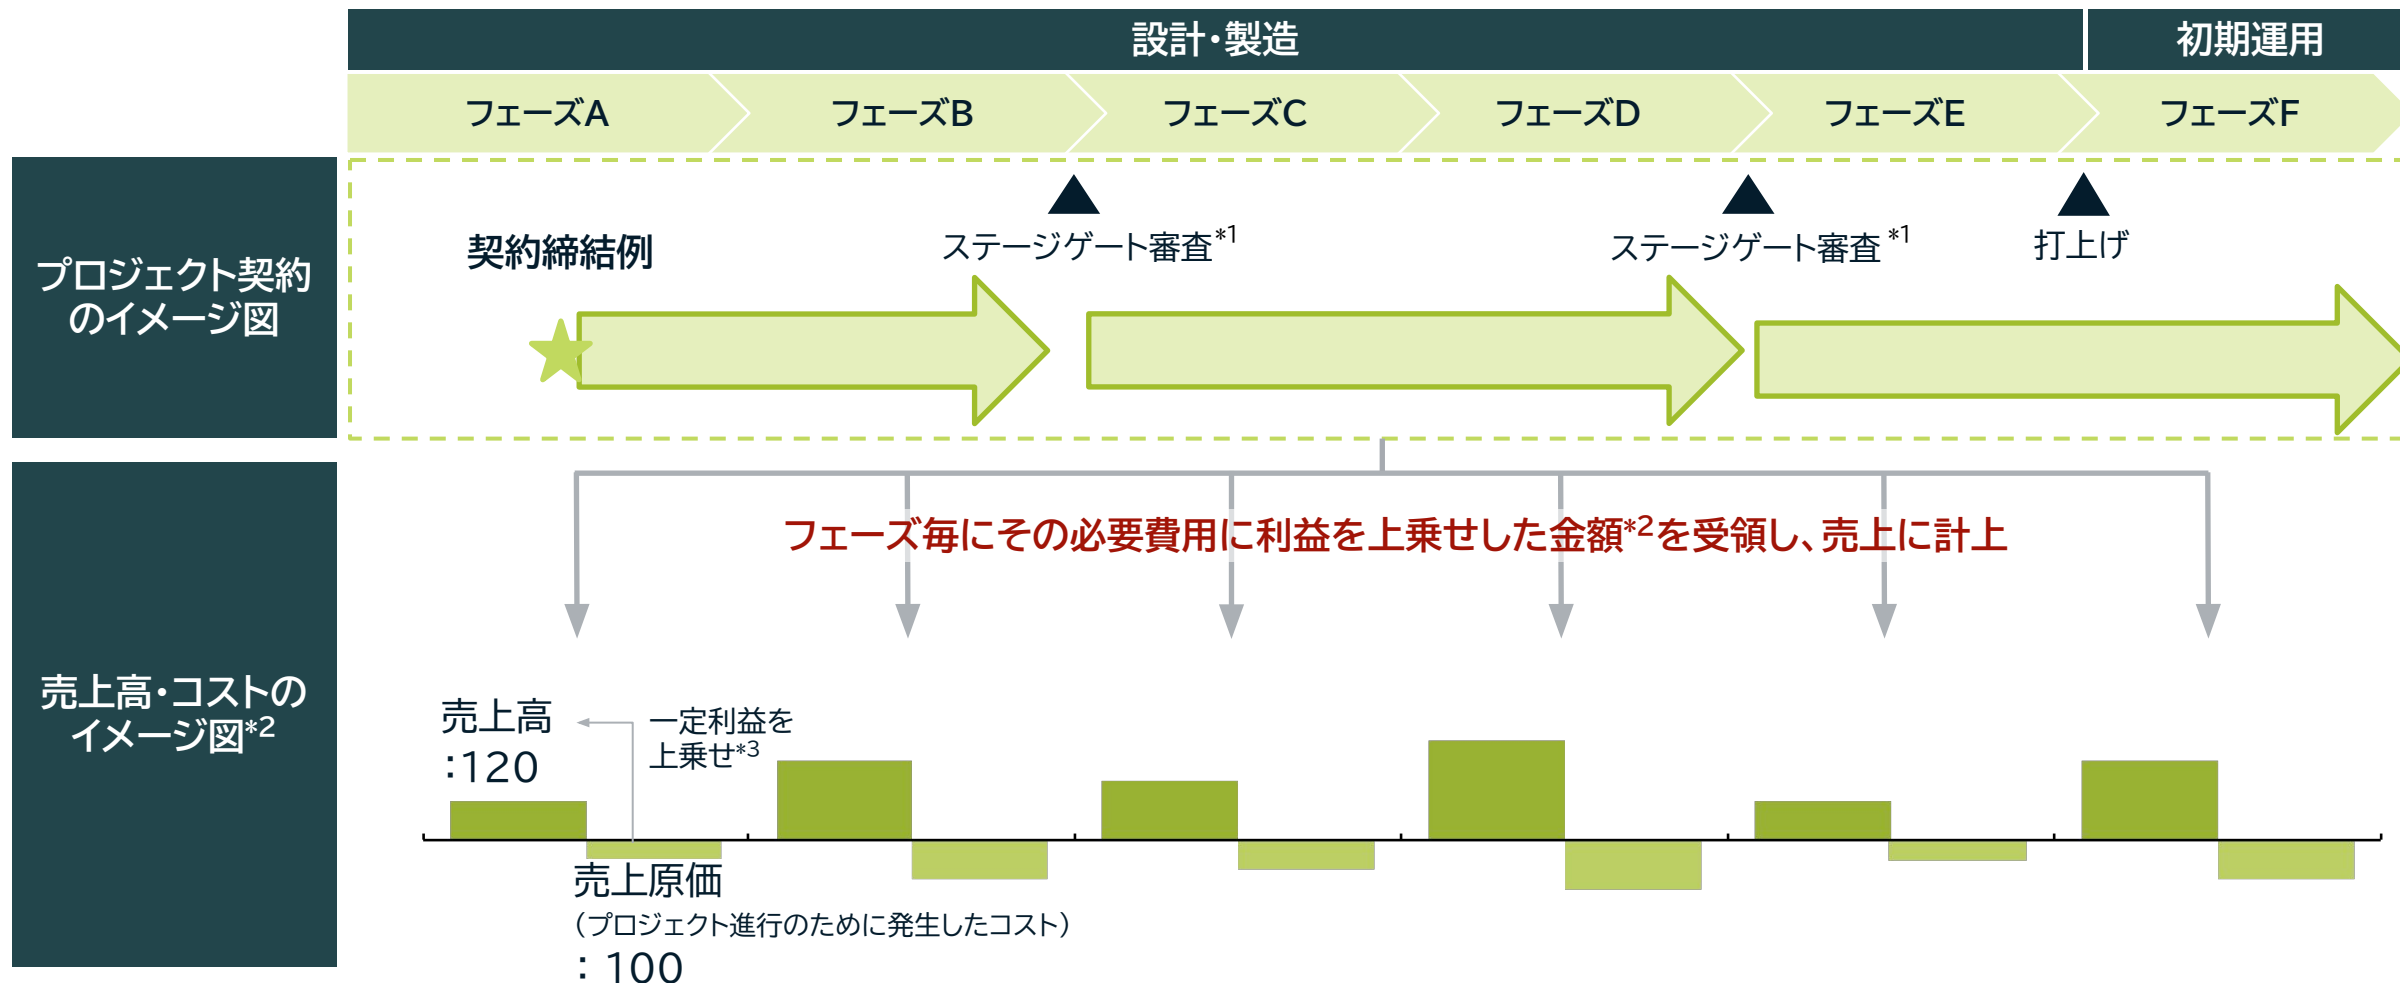 設計・製造
初期運用
フェーズA
フェーズB
フェーズC
フェーズD
フェーズE
フェーズF
プロジェクト契約
のイメージ図
契約締結例
ステージゲート審査*1
ステージゲート審査*1
打上げ
フェーズ毎にその必要費用に利益を上乗せした金額*2を受領し、売上に計上
売上高・コストの
イメージ図*2
売上高
:120
一定利益を
上乗せ*3
売上原価
(プロジェクト進行のために発生したコスト)
: 100